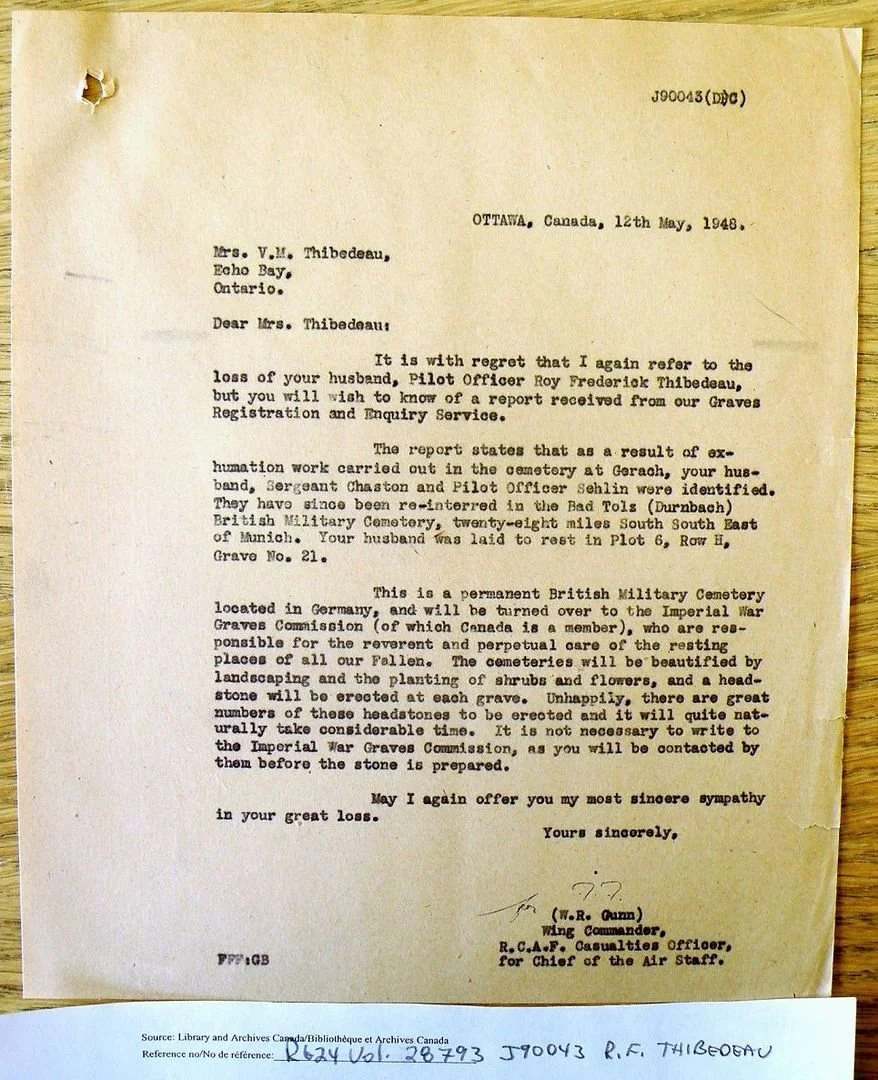 J90043(DPC)
OTTAWA, Canada, 12th May, 1948.
Mrs. V.M. Thibedeau,
Echo Bay,
Ontario.
Dear Mrs. Thibedeau:
It is with regret that I again refer to the
loss of your husband, Pilot Officer Roy Frederick Thibedeau,
but you will wish to know of a report received from our Graves
Registration and Enquiry Service.
The report states that as a result of ex-
humation work carried out in the cemetery at Gerach, your hus-
band, Sergeant Chaston and Pilot Officer Sehlin were identified.
They have since been re-interred in the Bad Tolz (Durnbach)
British Military Cemetery, twenty-eight miles South South East
of Munich. Your husband was laid to rest in Plot 6, Row H,
Grave No. 21.
This is a permanent British Military Cemetery
located in Germany, and will be turned over to the Imperial War
Graves Commission (of which Canada is a member), who are res-
ponsible for the reverent and perpetual care of the resting
places of all our Fallen. The cemeteries will be beautified by
landscaping and the planting of shrubs and flowers, and a head-
stone will be erected at each grave. Unhappily, there are great
numbers of these headstones to be erected and it will quite nat-
urally take considerable time. It is not necessary to write to
the Imperial War Graves Commission, as you will be contacted by
them before the stone is prepared.
May I again offer you my most sincere sympathy
in your great loss.
Yours sincerely,
for
(W.R. Gunn)
Wing Commander,
R.C.A.F. Casualties Officer,
for Chief of the Air Staff.
FFF:GB
Source: Library and Archives Canada/Bibliothèque et Archives Canada
Reference no/No de référence: R624 Vol. 28793 J90043 R.F. THIBEDEAU